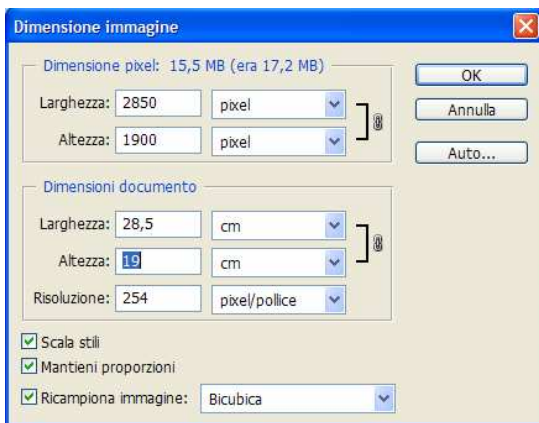 Dimensione immagine
Dimensione pixel: 15,5 MB (era 17,2 MB)
Larghezza: 2850 pixel
Altezza: 1900 pixel
OK
Annulla
Auto...
Dimensioni documento
Larghezza: 28,5 cm
Altezza: 19 cm
Risoluzione: 254 pixel/pollice
Scala stili
Mantieni proporzioni
Ricampiona immagine: Bicubica